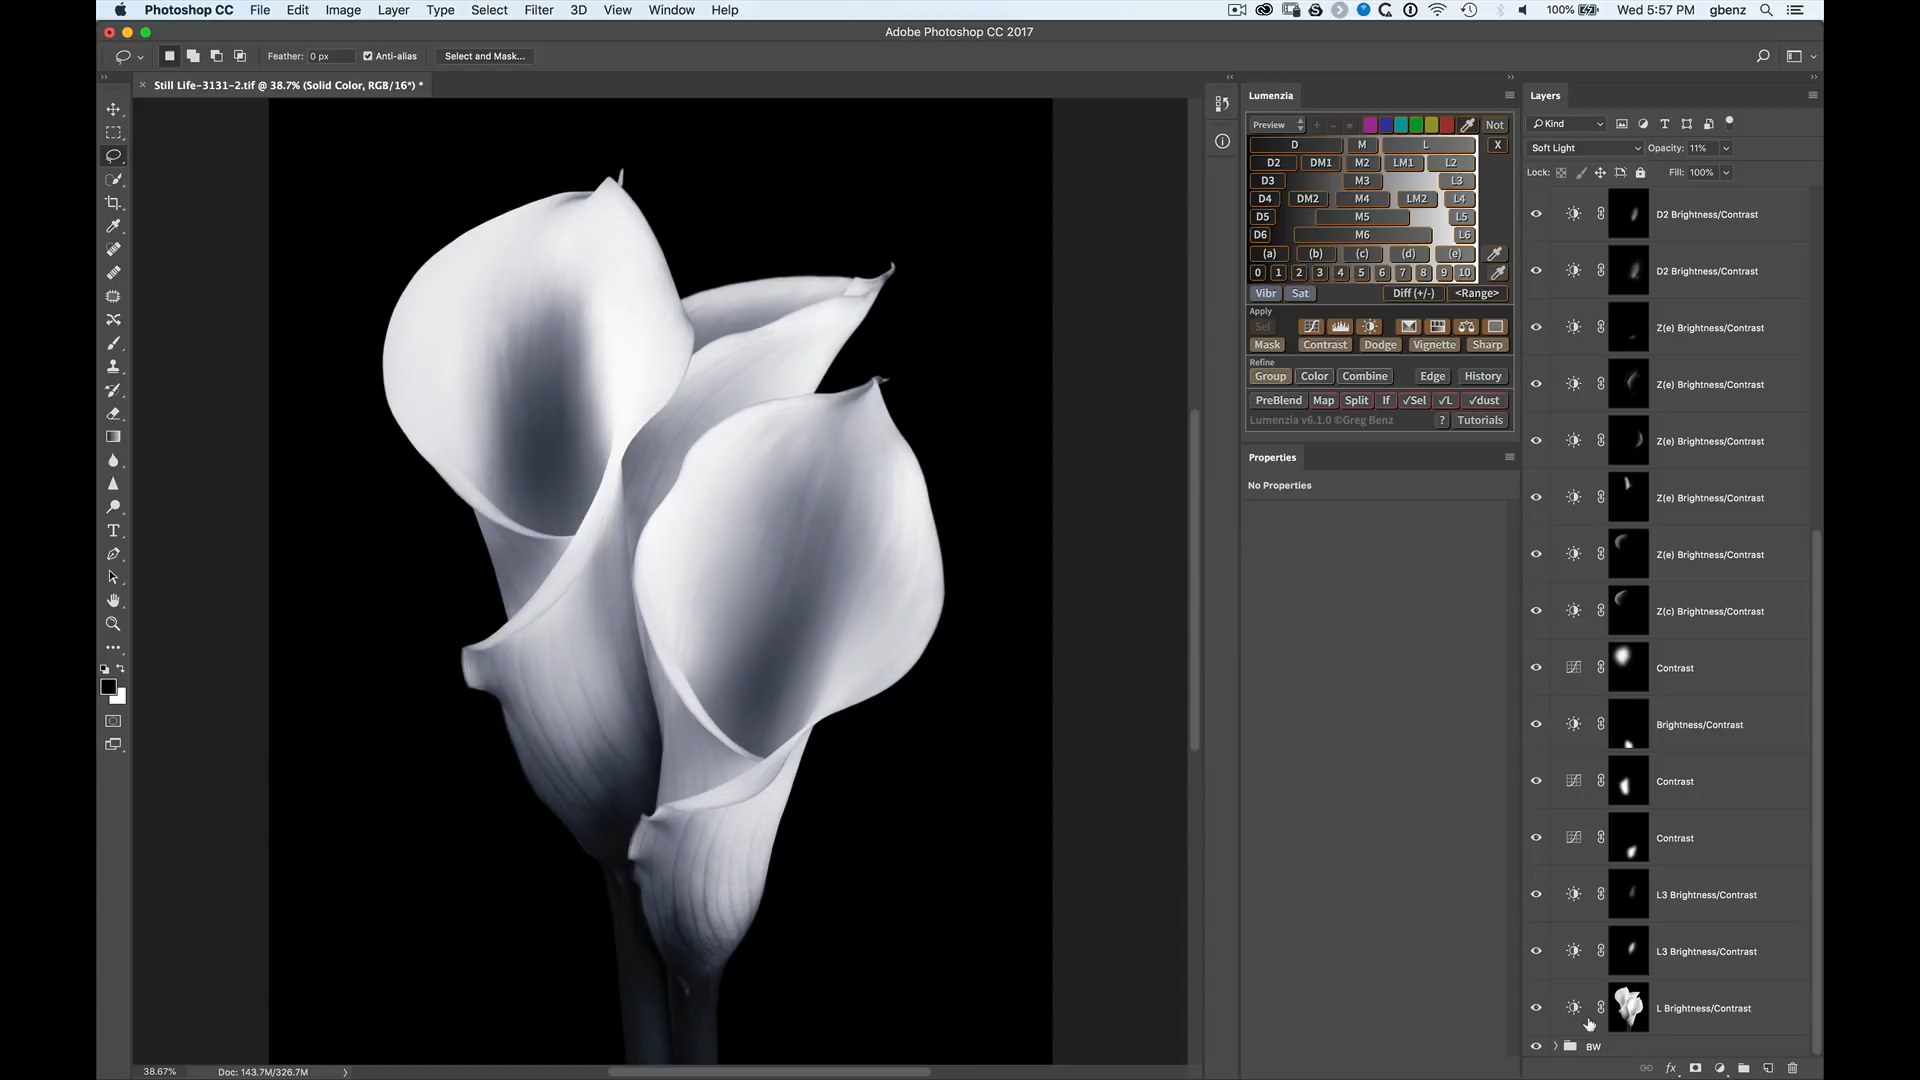 Photoshop CC File Edit Image Layer Type Select Filter 3D View Window Help 100% Wed 5:57 PM gbenz
Adobe Photoshop CC 2017
Feather: 0 px Anti-alias Select and Mask...
Still Life-3131-2.tif @ 38.7% (Solid Color, RGB/16*) *
Lumenzia
Preview + - * Not
D M L X
D2 DM1 M2 LM1 L2
D3 M3 L3
D4 DM2 M4 LM2 L4
D5 M5 L5
D6 M6 L6
(a) (b) (c) (d) (e)
0 1 2 3 4 5 6 7 8 9 10
Vibr Sat Diff (+/-) <Range>
Apply
Sel
Mask Contrast Dodge Vignette Sharp
Refine
Group Color Combine Edge History
PreBlend Map Split If ✓Sel ✓L ✓dust
Lumenzia v6.1.0 ©Greg Benz ? Tutorials
Properties
No Properties
Layers
Kind
Soft Light Opacity: 11%
Lock: Fill: 100%
D2 Brightness/Contrast
D2 Brightness/Contrast
Z(e) Brightness/Contrast
Z(e) Brightness/Contrast
Z(e) Brightness/Contrast
Z(e) Brightness/Contrast
Z(e) Brightness/Contrast
Z(c) Brightness/Contrast
Contrast
Brightness/Contrast
Contrast
Contrast
L3 Brightness/Contrast
L3 Brightness/Contrast
L Brightness/Contrast
BW
fx
38.67% Doc: 143.7M/326.7M